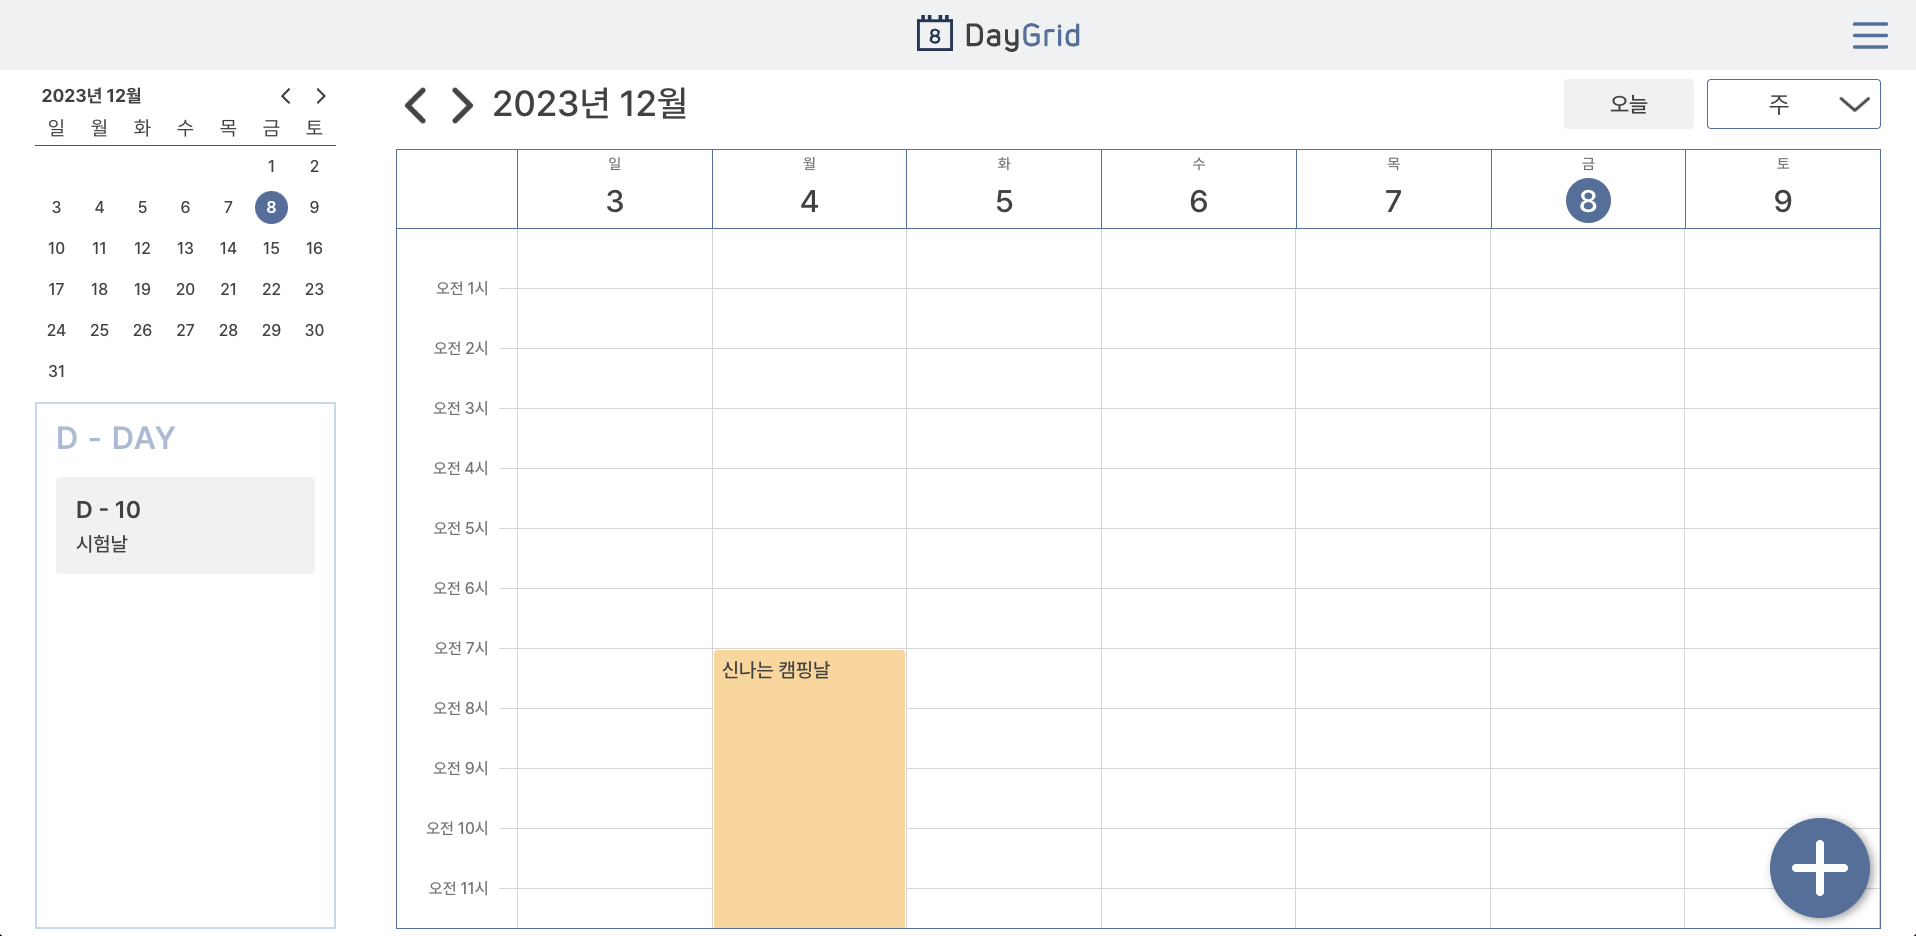 8 DayGrid
2023년 12월
일 월 화 수 목 금 토
1 2
3 4 5 6 7 8 9
10 11 12 13 14 15 16
17 18 19 20 21 22 23
24 25 26 27 28 29 30
31
D - DAY
D - 10
시험날
2023년 12월
오늘
주
일 월 화 수 목 금 토
3 4 5 6 7 8 9
오전 1시
오전 2시
오전 3시
오전 4시
오전 5시
오전 6시
오전 7시
신나는 캠핑날
오전 8시
오전 9시
오전 10시
오전 11시